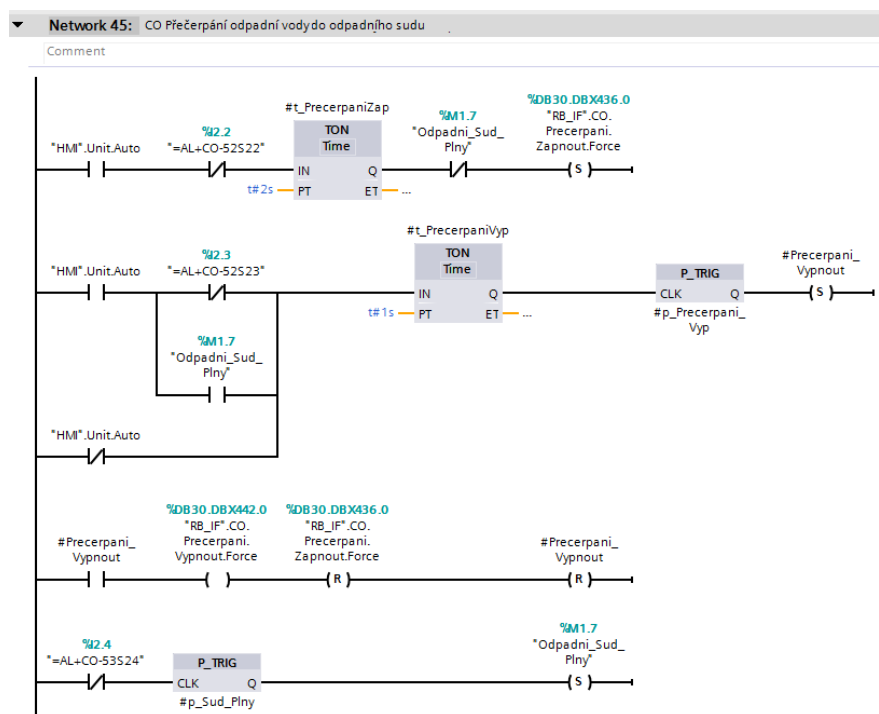 Network 45: CO Přečerpání odpadní vody do odpadního sudu
Comment
#t_PrecerpaniZap
%I2.2
"=AL+CO-52S22"
"HMI".Unit.Auto
TON
Time
IN
Q
t#2s
PT
ET
...
%M1.7
"Odpadni_Sud_
Plny"
%DB30.DBX436.0
"RB_IF".CO.
Precerpani.
Zapnout.Force
S
#t_PrecerpaniVyp
%I2.3
"=AL+CO-52S23"
"HMI".Unit.Auto
TON
Time
IN
Q
t#1s
PT
ET
...
P_TRIG
CLK
Q
#p_Precerpani_
Vyp
#Precerpani_
Vypnout
S
%M1.7
"Odpadni_Sud_
Plny"
"HMI".Unit.Auto
#Precerpani_
Vypnout
%DB30.DBX442.0
"RB_IF".CO.
Precerpani.
Vypnout.Force
%DB30.DBX436.0
"RB_IF".CO.
Precerpani.
Zapnout.Force
R
#Precerpani_
Vypnout
R
%I2.4
"=AL+CO-53S24"
P_TRIG
CLK
Q
#p_Sud_Plny
%M1.7
"Odpadni_Sud_
Plny"
S